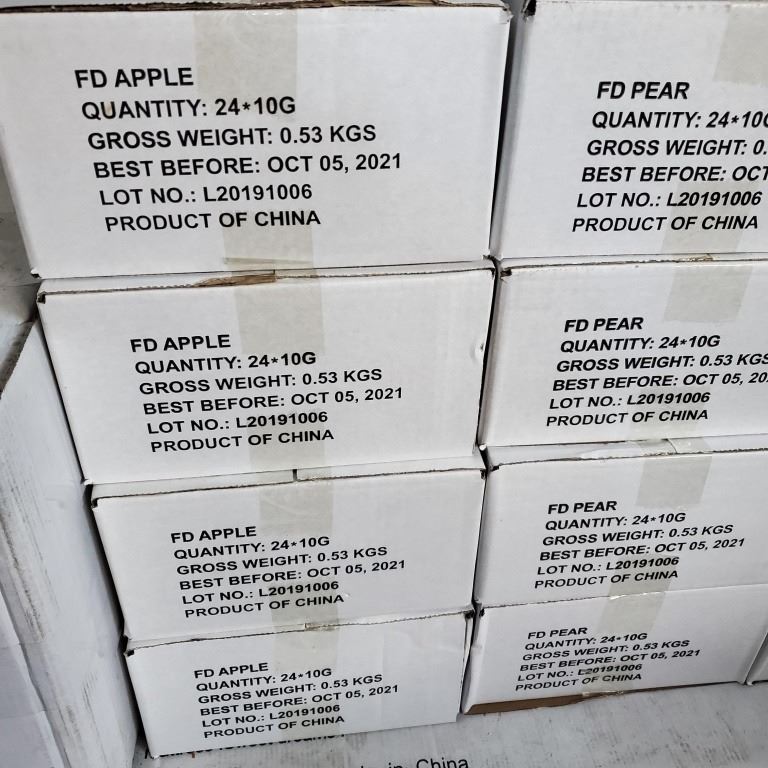 FD APPLE
QUANTITY: 24*10G
GROSS WEIGHT: 0.53 KGS
BEST BEFORE: OCT 05, 2021
LOT NO.: L20191006
PRODUCT OF CHINA
FD PEAR
QUANTITY: 24*10G
GROSS WEIGHT: 0.
BEST BEFORE: OCT
LOT NO.: L20191006
PRODUCT OF CHINA
FD APPLE
QUANTITY: 24*10G
GROSS WEIGHT: 0.53 KGS
BEST BEFORE: OCT 05, 2021
LOT NO.: L20191006
PRODUCT OF CHINA
FD PEAR
QUANTITY: 24*10G
GROSS WEIGHT: 0.53 KGS
BEST BEFORE: OCT 05, 20
LOT NO.: L20191006
PRODUCT OF CHINA
FD APPLE
QUANTITY: 24*10G
GROSS WEIGHT: 0.53 KGS
BEST BEFORE: OCT 05, 2021
LOT NO.: L20191006
PRODUCT OF CHINA
FD PEAR
QUANTITY: 24*10G
GROSS WEIGHT: 0.53 KGS
BEST BEFORE: OCT 05, 2021
LOT NO.: L20191006
PRODUCT OF CHINA
FD APPLE
QUANTITY: 24*10G
GROSS WEIGHT: 0.53 KGS
BEST BEFORE: OCT 05, 2021
LOT NO.: L20191006
PRODUCT OF CHINA
FD PEAR
QUANTITY: 24*10G
GROSS WEIGHT: 0.53 KGS
BEST BEFORE: OCT 05, 2021
LOT NO.: L20191006
PRODUCT OF CHINA
in China